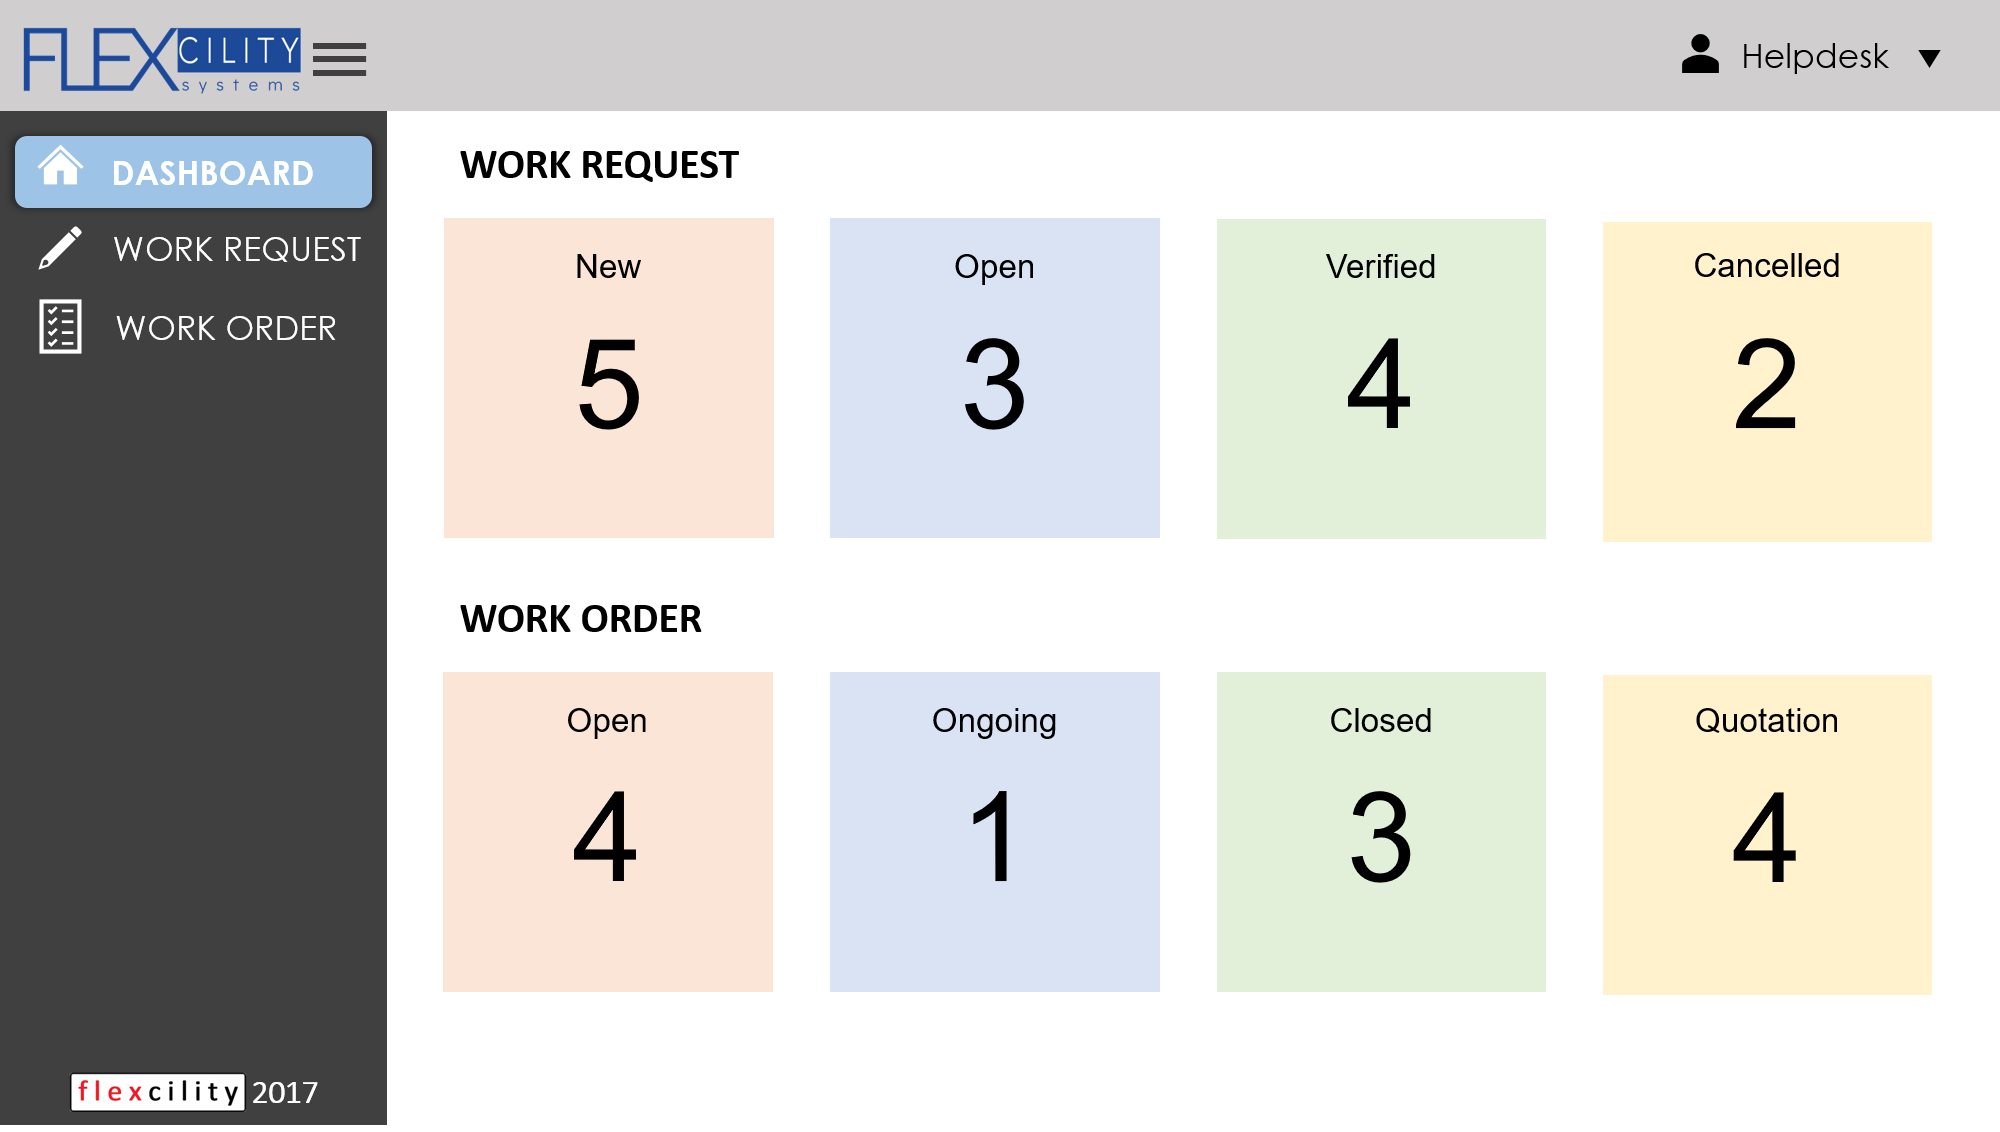 FLEXCILITY
systems
Helpdesk
DASHBOARD
WORK REQUEST
WORK ORDER
WORK REQUEST
New
5
Open
3
Verified
4
Cancelled
2
WORK ORDER
Open
4
Ongoing
1
Closed
3
Quotation
4
flexcility 2017